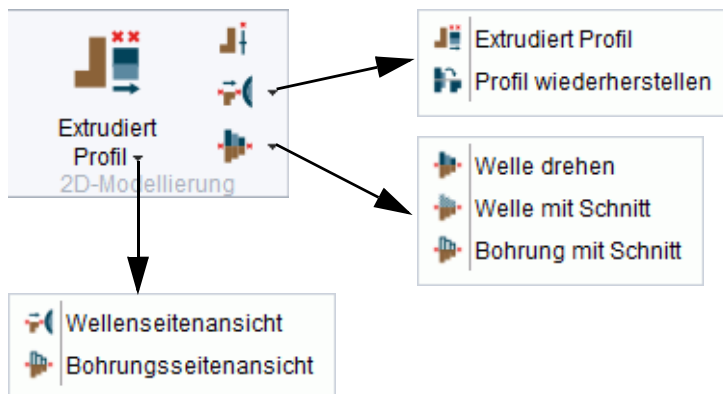 Extrudiert
Profil
2D-Modellierung
Extrudiert Profil
Profil wiederherstellen
Welle drehen
Welle mit Schnitt
Bohrung mit Schnitt
Wellenseitenansicht
Bohrungsseitenansicht